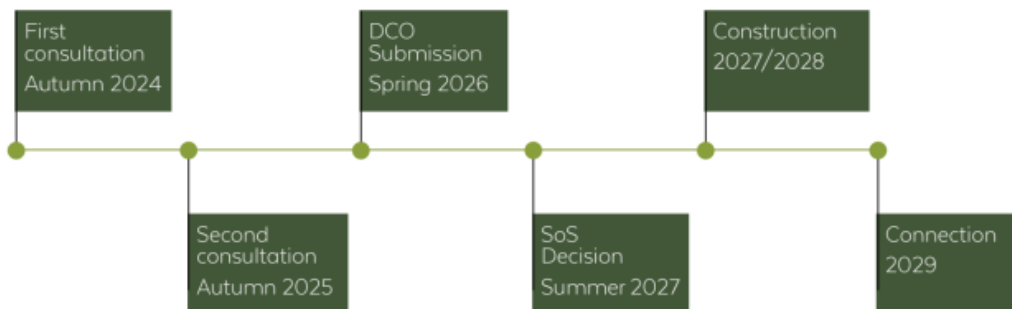 First
consultation
Autumn 2024
Second
consultation
Autumn 2025
DCO
Submission
Spring 2026
SoS
Decision
Summer 2027
Construction
2027/2028
Connection
2029